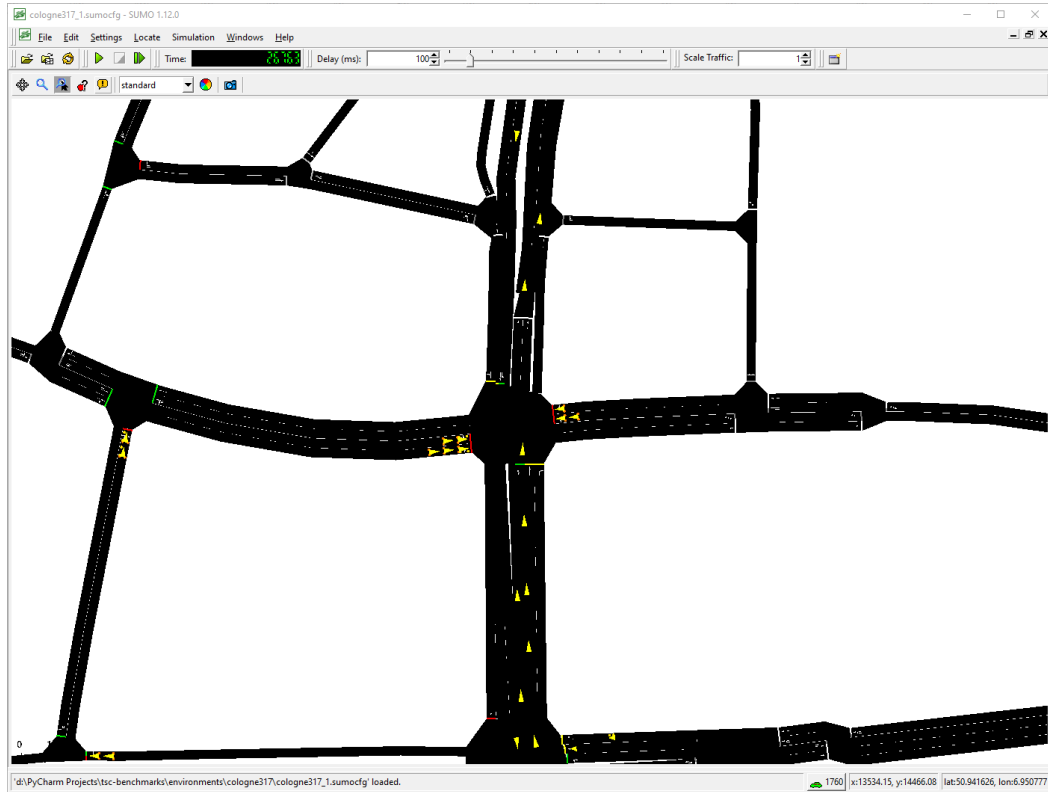 cologne317_1.sumocfg - SUMO 1.12.0
File Edit Settings Locate Simulation Windows Help
Time: 26763 Delay (ms): 100 Scale Traffic: 1
standard
0
'd:\PyCharm Projects\tsc-benchmarks\environments\cologne317\cologne317_1.sumocfg' loaded. 1760 x:13534.15, y:14466.08 lat:50.941626, lon:6.950777